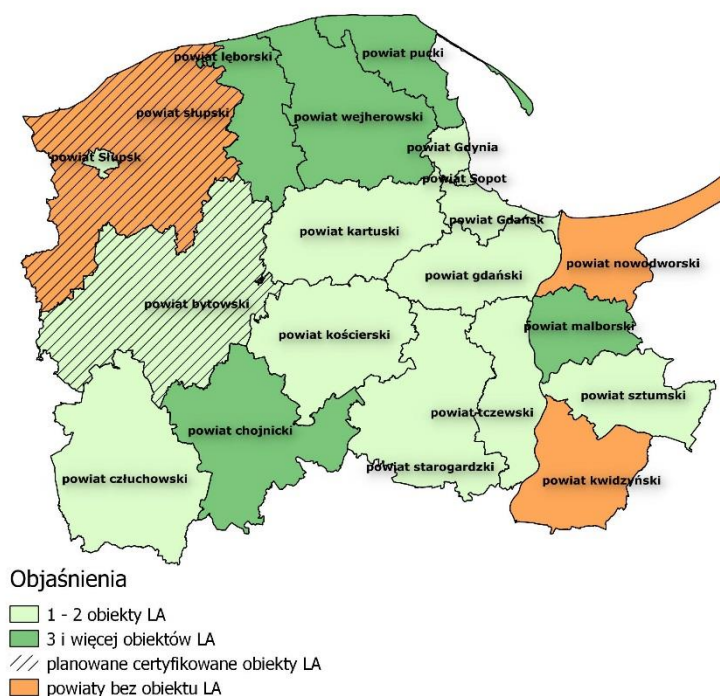 powiat lęborski
powiat pucki
powiat słupski
powiat wejherowski
powiat Gdynia
powiat Słupsk
powiat Sopot
powiat Gdańsk
powiat kartuski
powiat nowodworski
powiat gdański
powiat bytowski
powiat malborski
powiat kościerski
powiat sztumski
powiat tczewski
powiat chojnicki
powiat starogardzki
powiat człuchowski
powiat kwidzyński
Objaśnienia
1 - 2 obiekty LA
3 i więcej obiektów LA
planowane certyfikowane obiekty LA
powiaty bez obiektu LA